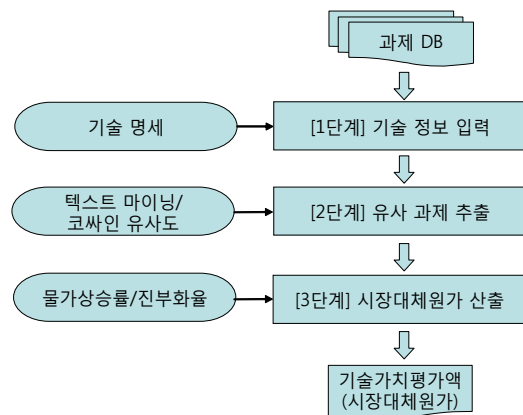 과제 DB
기술 명세
[1단계] 기술 정보 입력
텍스트 마이닝/
코싸인 유사도
[2단계] 유사 과제 추출
물가상승률/진부화율
[3단계] 시장대체원가 산출
기술가치평가액
(시장대체원가)